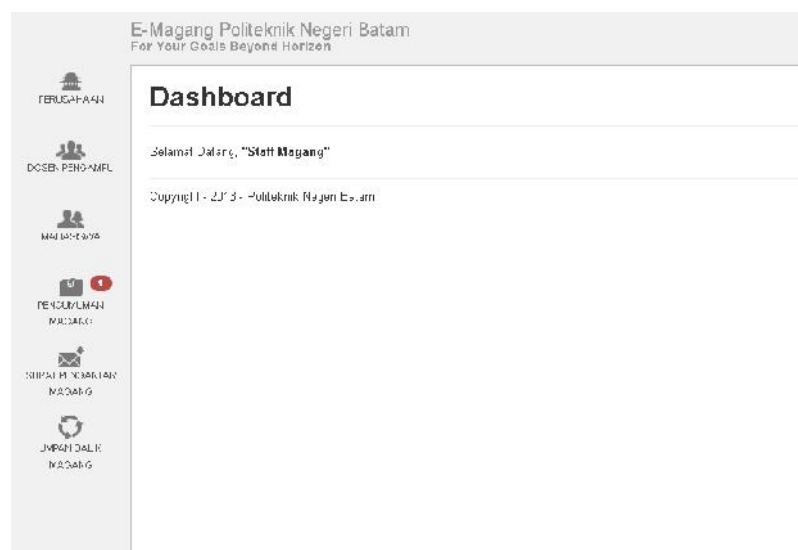 E-Magang Politeknik Negeri Batam
For Your Goals Beyond Horizon
PERUSAHAAN
DOSEN PENGAMPU
MAHASISWA
PENGUMUMAN
MAGANG
SURAT PENGANTAR
MAGANG
UMPAN BALIK
MAGANG
Dashboard
Selamat Datang, "Staff Magang"
Copyright - 2013 - Politeknik Negeri Batam